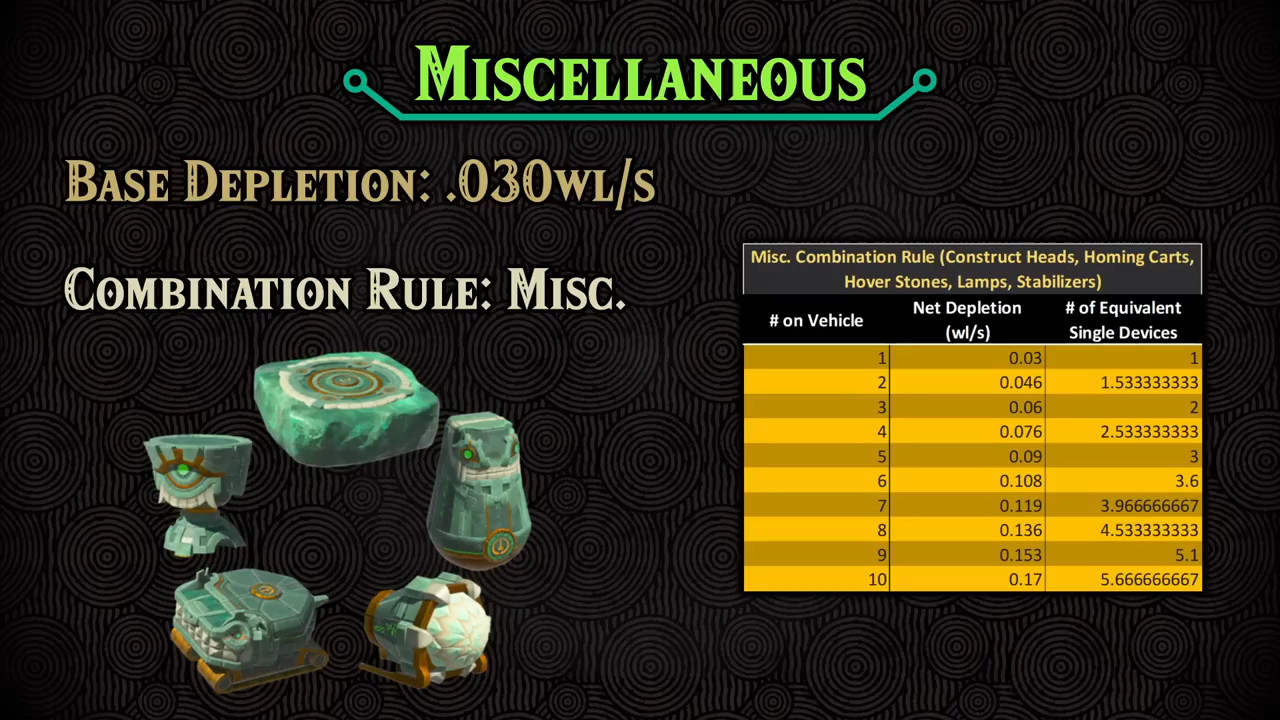 Miscellaneous
Base Depletion: .030wl/s
Combination Rule: Misc.
Misc. Combination Rule (Construct Heads, Homing Carts,
Hover Stones, Lamps, Stabilizers)
# on Vehicle Net Depletion (wl/s) # of Equivalent Single Devices
1 0.03 1
2 0.046 1.533333333
3 0.06 2
4 0.076 2.533333333
5 0.09 3
6 0.108 3.6
7 0.119 3.966666667
8 0.136 4.533333333
9 0.153 5.1
10 0.17 5.666666667